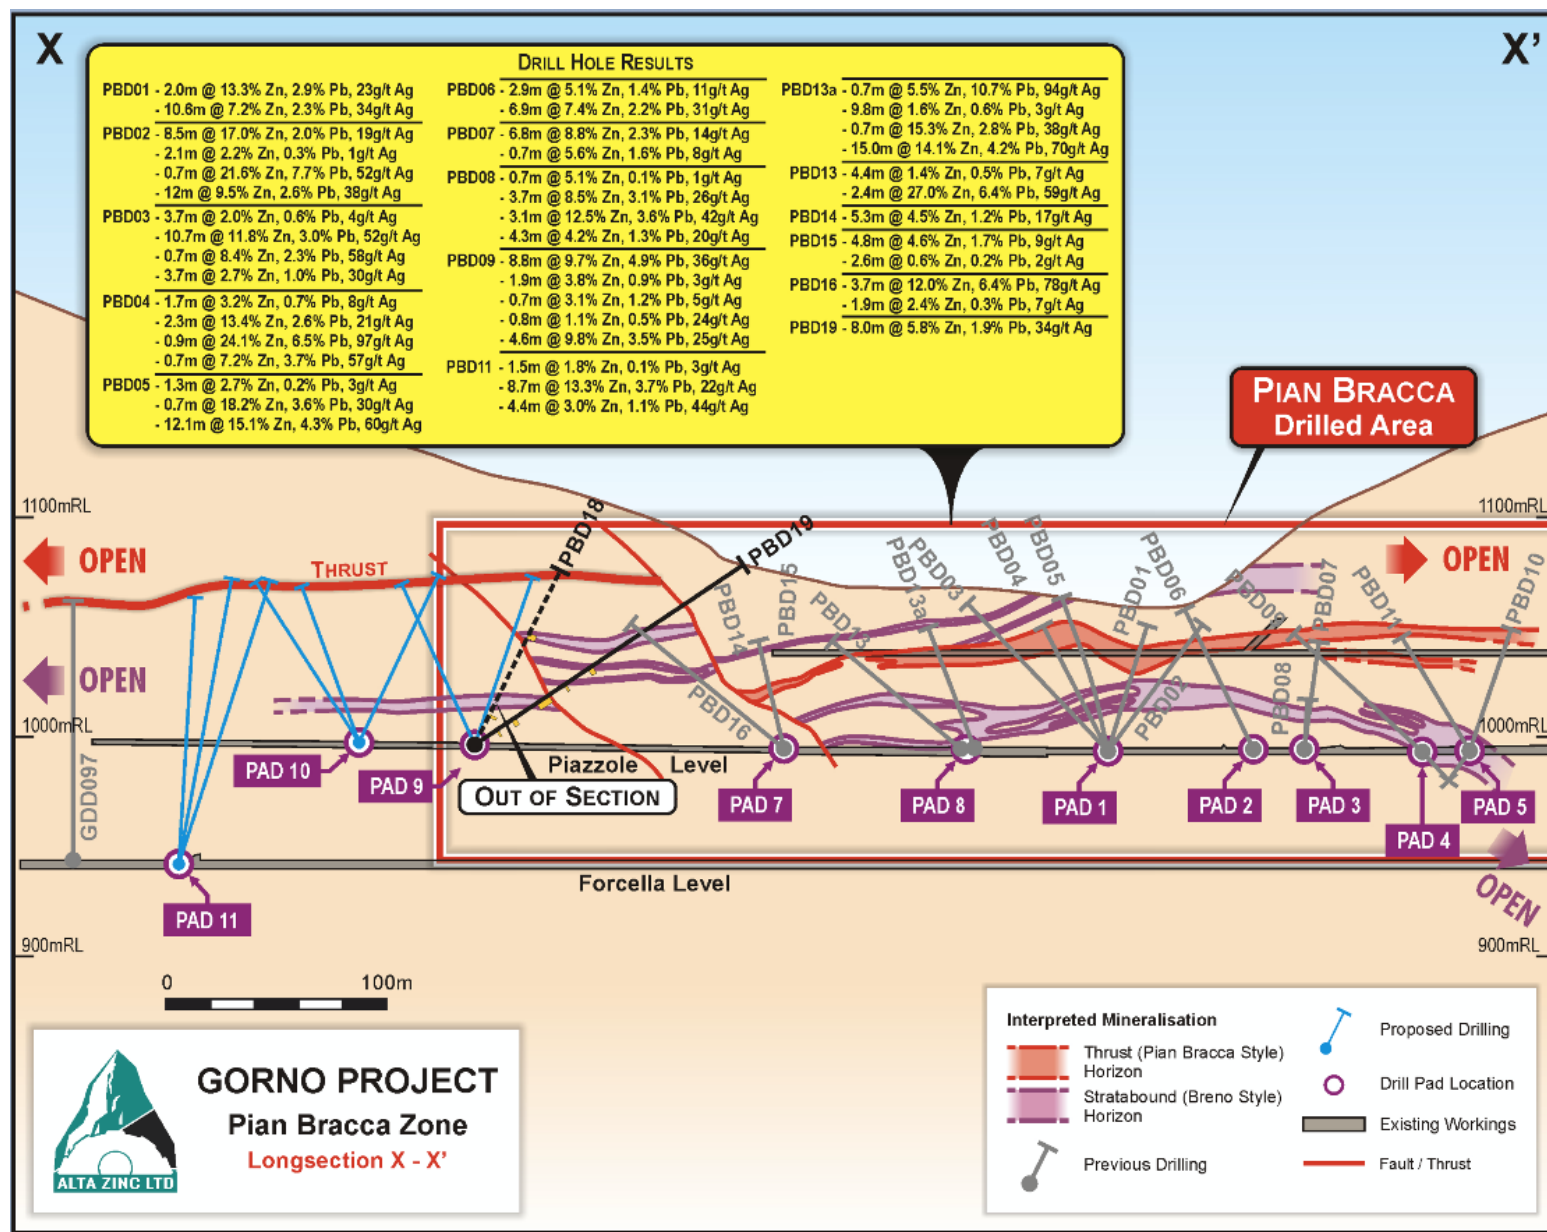 X
X'
DRILL HOLE RESULTS
PBD01 - 2.0m @ 13.3% Zn, 2.9% Pb, 23g/t Ag
- 10.6m @ 7.2% Zn, 2.3% Pb, 34g/t Ag
PBD02 - 8.5m @ 17.0% Zn, 2.0% Pb, 19g/t Ag
- 2.1m @ 2.2% Zn, 0.3% Pb, 1g/t Ag
- 0.7m @ 21.6% Zn, 7.7% Pb, 52g/t Ag
- 12m @ 9.5% Zn, 2.6% Pb, 38g/t Ag
PBD03 - 3.7m @ 2.0% Zn, 0.6% Pb, 4g/t Ag
- 10.7m @ 11.8% Zn, 3.0% Pb, 52g/t Ag
- 0.7m @ 8.4% Zn, 2.3% Pb, 58g/t Ag
- 3.7m @ 2.7% Zn, 1.0% Pb, 30g/t Ag
PBD04 - 1.7m @ 3.2% Zn, 0.7% Pb, 8g/t Ag
- 2.3m @ 13.4% Zn, 2.6% Pb, 21g/t Ag
- 0.9m @ 24.1% Zn, 6.5% Pb, 97g/t Ag
- 0.7m @ 7.2% Zn, 3.7% Pb, 57g/t Ag
PBD05 - 1.3m @ 2.7% Zn, 0.2% Pb, 3g/t Ag
- 0.7m @ 18.2% Zn, 3.6% Pb, 30g/t Ag
- 12.1m @ 15.1% Zn, 4.3% Pb, 60g/t Ag
PBD06 - 2.9m @ 5.1% Zn, 1.4% Pb, 11g/t Ag
- 6.9m @ 7.4% Zn, 2.2% Pb, 31g/t Ag
PBD07 - 6.8m @ 8.8% Zn, 2.3% Pb, 14g/t Ag
- 0.7m @ 5.6% Zn, 1.6% Pb, 8g/t Ag
PBD08 - 0.7m @ 5.1% Zn, 0.1% Pb, 1g/t Ag
- 3.7m @ 8.5% Zn, 3.1% Pb, 26g/t Ag
- 3.1m @ 12.5% Zn, 3.6% Pb, 42g/t Ag
- 4.3m @ 4.2% Zn, 1.3% Pb, 20g/t Ag
PBD09 - 8.8m @ 9.7% Zn, 4.9% Pb, 36g/t Ag
- 1.9m @ 3.8% Zn, 0.9% Pb, 3g/t Ag
- 0.7m @ 3.1% Zn, 1.2% Pb, 5g/t Ag
- 0.8m @ 1.1% Zn, 0.5% Pb, 24g/t Ag
- 4.6m @ 9.8% Zn, 3.5% Pb, 25g/t Ag
PBD11 - 1.5m @ 1.8% Zn, 0.1% Pb, 3g/t Ag
- 8.7m @ 13.3% Zn, 3.7% Pb, 22g/t Ag
- 4.4m @ 3.0% Zn, 1.1% Pb, 44g/t Ag
PBD13a - 0.7m @ 5.5% Zn, 10.7% Pb, 94g/t Ag
- 9.8m @ 1.6% Zn, 0.6% Pb, 3g/t Ag
- 0.7m @ 15.3% Zn, 2.8% Pb, 38g/t Ag
- 15.0m @ 14.1% Zn, 4.2% Pb, 70g/t Ag
PBD13 - 4.4m @ 1.4% Zn, 0.5% Pb, 7g/t Ag
- 2.4m @ 27.0% Zn, 6.4% Pb, 59g/t Ag
PBD14 - 5.3m @ 4.5% Zn, 1.2% Pb, 17g/t Ag
PBD15 - 4.8m @ 4.6% Zn, 1.7% Pb, 9g/t Ag
- 2.6m @ 0.6% Zn, 0.2% Pb, 2g/t Ag
PBD16 - 3.7m @ 12.0% Zn, 6.4% Pb, 78g/t Ag
- 1.9m @ 2.4% Zn, 0.3% Pb, 7g/t Ag
PBD19 - 8.0m @ 5.8% Zn, 1.9% Pb, 34g/t Ag
PIAN BRACCA
Drilled Area
1100mRL
1100mRL
OPEN
THRUST
OPEN
OPEN
PBD18
PBD19
PBD14
PBD15
PBD13
PBD13a
PBD03
PBD04
PBD05
PBD01
PBD06
PBD09
PBD07
PBD11
PBD10
PBD16
PBD02
PBD08
1000mRL
1000mRL
GDD097
PAD 10
PAD 9
Piazzole Level
OUT OF SECTION
PAD 7
PAD 8
PAD 1
PAD 2
PAD 3
PAD 4
PAD 5
OPEN
Forcella Level
PAD 11
900mRL
900mRL
0 100m
GORNO PROJECT
Pian Bracca Zone
Longsection X - X'
ALTA ZINC LTD
Interpreted Mineralisation
Thrust (Pian Bracca Style)
Horizon
Stratabound (Breno Style)
Horizon
Previous Drilling
Proposed Drilling
Drill Pad Location
Existing Workings
Fault / Thrust